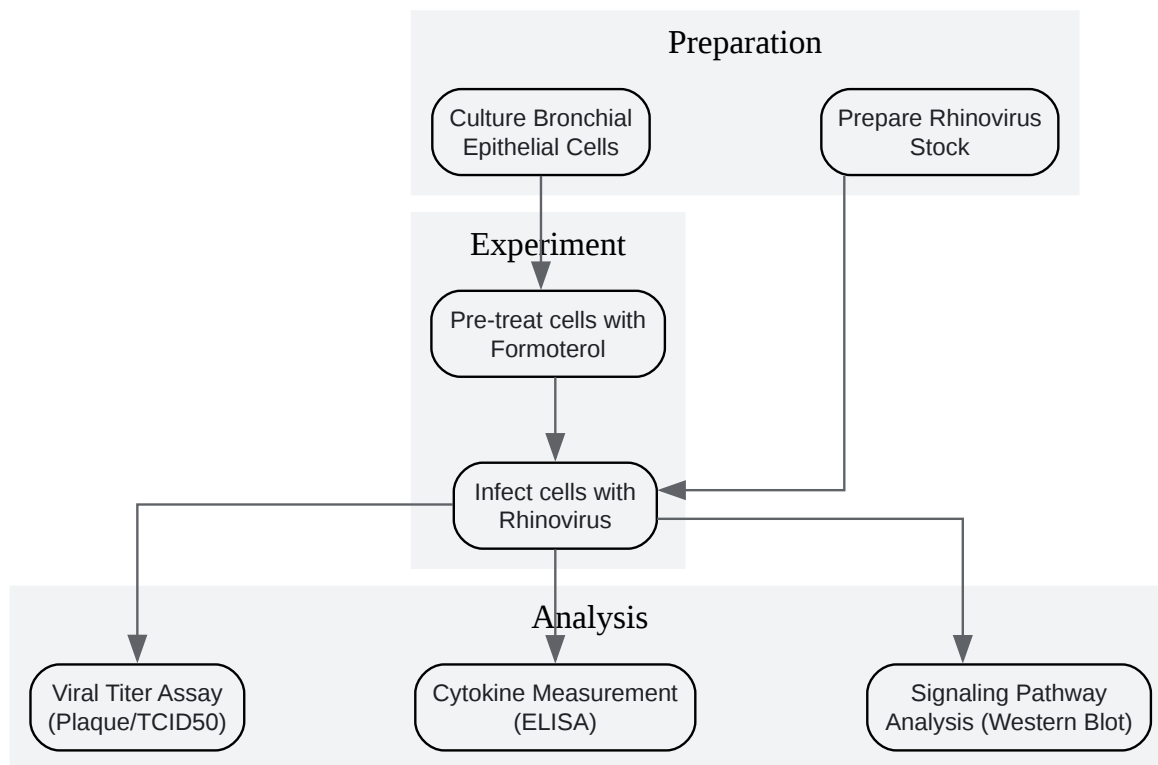 Preparation
Culture Bronchial
Epithelial Cells
Prepare Rhinovirus
Stock
Experiment
Pre-treat cells with
Formoterol
Infect cells with
Rhinovirus
Analysis
Viral Titer Assay
(Plaque/TCID50)
Cytokine Measurement
(ELISA)
Signaling Pathway
Analysis (Western Blot)